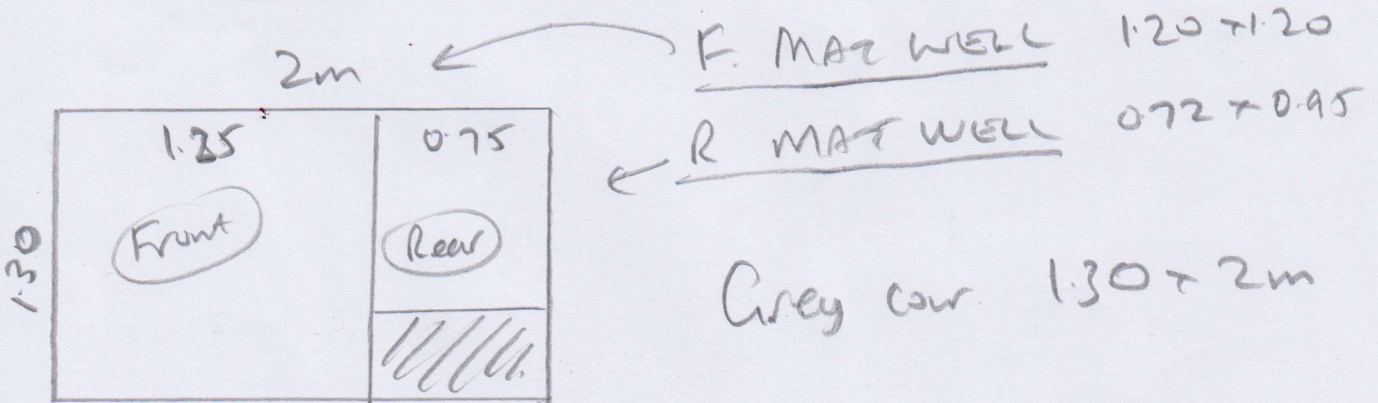 F. MAT WELL 1.20 x 1.20
2m
R MAT WELL 0.72 x 0.95
1.25 0.75
Front Rear
1.30
Grey coir 1.30 x 2m